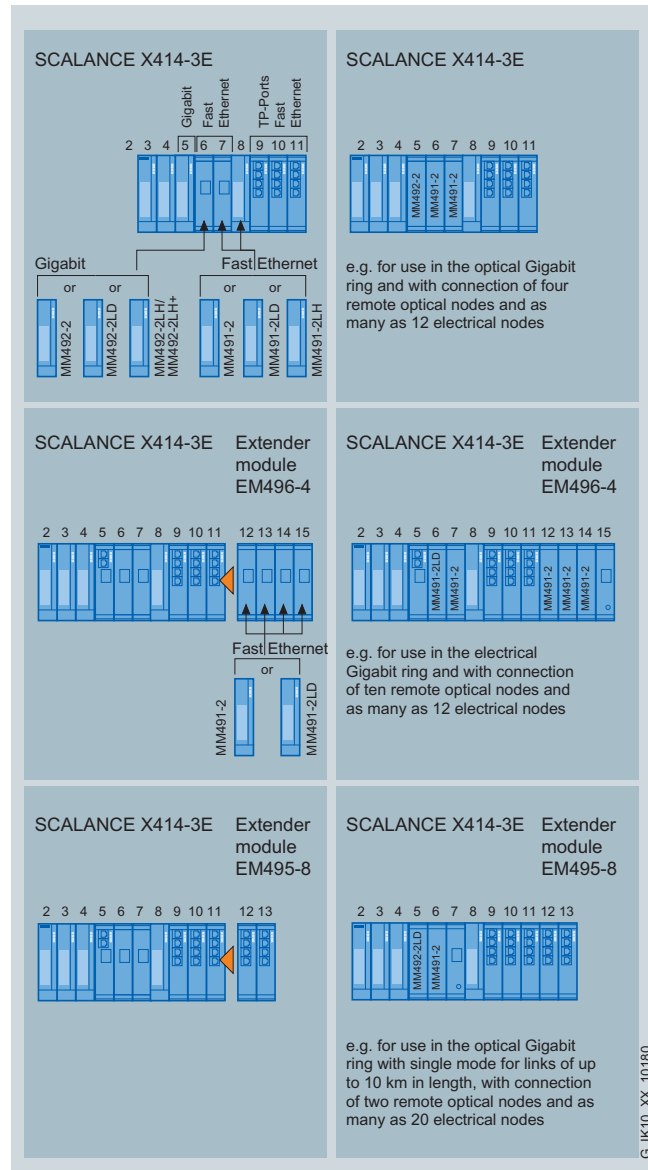 SCALANCE X414-3E
Gigabit
Fast
Ethernet
TP-Ports
Fast
Ethernet
2 3 4 5 6 7 8 9 10 11
Gigabit
Fast Ethernet
or or
or or
MM492-2
MM492-2LD
MM492-2LH/
MM492-2LH+
MM491-2
MM491-2LD
MM491-2LH
SCALANCE X414-3E
2 3 4 5 6 7 8 9 10 11
MM492-2
MM491-2
MM491-2
e.g. for use in the optical Gigabit
ring and with connection of four
remote optical nodes and as
many as 12 electrical nodes
SCALANCE X414-3E
Extender
module
EM496-4
2 3 4 5 6 7 8 9 10 11
12 13 14 15
Fast Ethernet
or
MM491-2
MM491-2LD
SCALANCE X414-3E
Extender
module
EM496-4
2 3 4 5 6 7 8 9 10 11 12 13 14 15
MM491-2LD
MM491-2
MM491-2
MM491-2
MM491-2
e.g. for use in the electrical
Gigabit ring and with connection
of ten remote optical nodes and
as many as 12 electrical nodes
SCALANCE X414-3E
Extender
module
EM495-8
2 3 4 5 6 7 8 9 10 11
12 13
SCALANCE X414-3E
Extender
module
EM495-8
2 3 4 5 6 7 8 9 10 11 12 13
MM492-2LD
MM491-2
e.g. for use in the optical Gigabit
ring with single mode for links of up
to 10 km in length, with connection
of two remote optical nodes and as
many as 20 electrical nodes
G_IK10_XX_10180